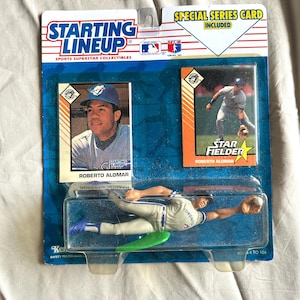 STARTING
LINEUP
SPORTS SUPERSTAR COLLECTIBLES
SPECIAL SERIES CARD
INCLUDED
STAR
FIELDER
ROBERTO ALOMAR
ROBERTO ALOMAR